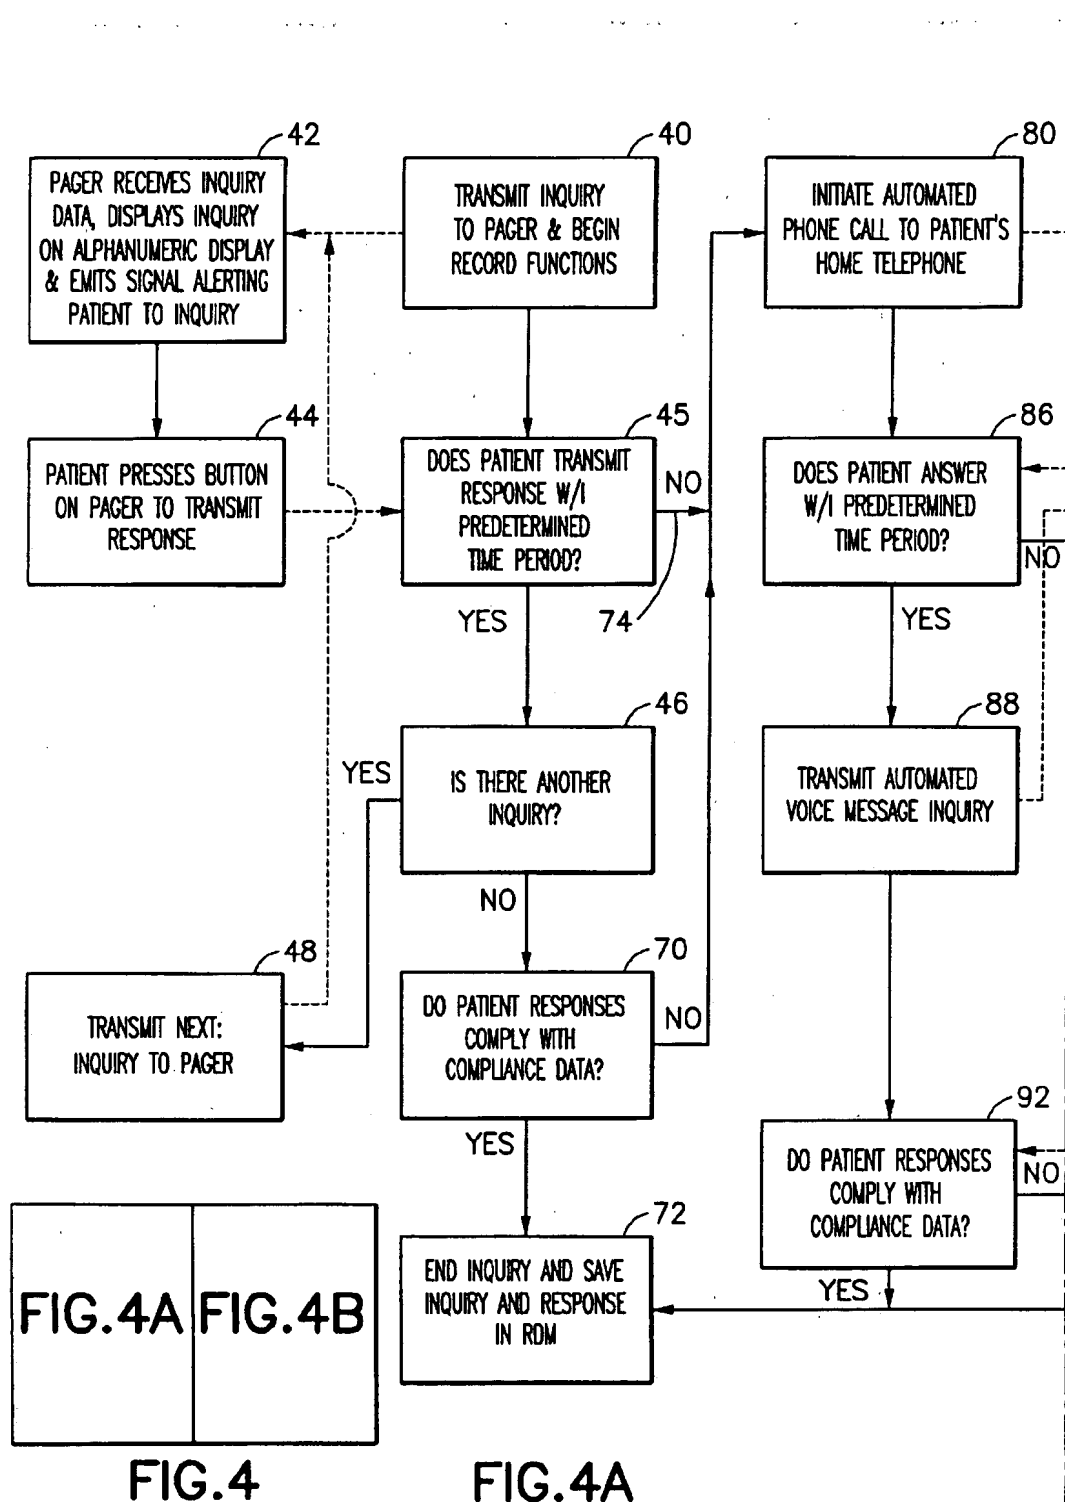 42
PAGER RECEIVES INQUIRY
DATA, DISPLAYS INQUIRY
ON ALPHANUMERIC DISPLAY
& EMITS SIGNAL ALERTING
PATIENT TO INQUIRY
40
TRANSMIT INQUIRY
TO PAGER & BEGIN
RECORD FUNCTIONS
80
INITIATE AUTOMATED
PHONE CALL TO PATIENT'S
HOME TELEPHONE
44
PATIENT PRESSES BUTTON
ON PAGER TO TRANSMIT
RESPONSE
45
DOES PATIENT TRANSMIT
RESPONSE W/I
PREDETERMINED
TIME PERIOD?
NO
74
YES
86
DOES PATIENT ANSWER
W/I PREDETERMINED
TIME PERIOD?
NO
YES
46
IS THERE ANOTHER
INQUIRY?
YES
NO
88
TRANSMIT AUTOMATED
VOICE MESSAGE INQUIRY
48
TRANSMIT NEXT:
INQUIRY TO PAGER
70
DO PATIENT RESPONSES
COMPLY WITH
COMPLIANCE DATA?
NO
YES
92
DO PATIENT RESPONSES
COMPLY WITH
COMPLIANCE DATA?
NO
YES
72
END INQUIRY AND SAVE
INQUIRY AND RESPONSE
IN RDM
FIG.4A
FIG.4B
FIG.4
FIG.4A